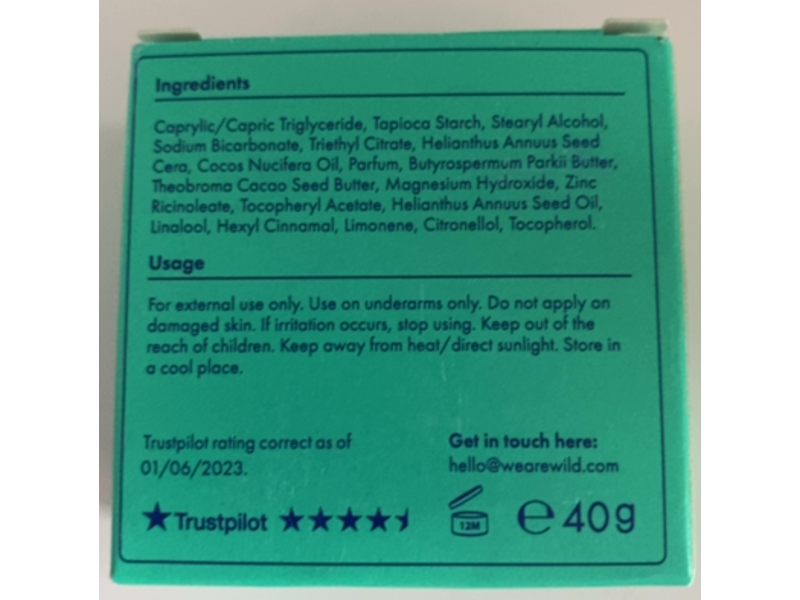 Ingredients
Caprylic/Capric Triglyceride, Tapioca Starch, Stearyl Alcohol,
Sodium Bicarbonate, Triethyl Citrate, Helianthus Annuus Seed
Cera, Cocos Nucifera Oil, Parfum, Butyrospermum Parkii Butter,
Theobroma Cacao Seed Butter, Magnesium Hydroxide, Zinc
Ricinoleate, Tocopheryl Acetate, Helianthus Annuus Seed Oil,
Linalool, Hexyl Cinnamal, Limonene, Citronellol, Tocopherol.
Usage
For external use only. Use on underarms only. Do not apply on
damaged skin. If irritation occurs, stop using. Keep out of the
reach of children. Keep away from heat/direct sunlight. Store in
a cool place.
Trustpilot rating correct as of
01/06/2023.
Get in touch here:
hello@wearewild.com
Trustpilot
12M
℮40g